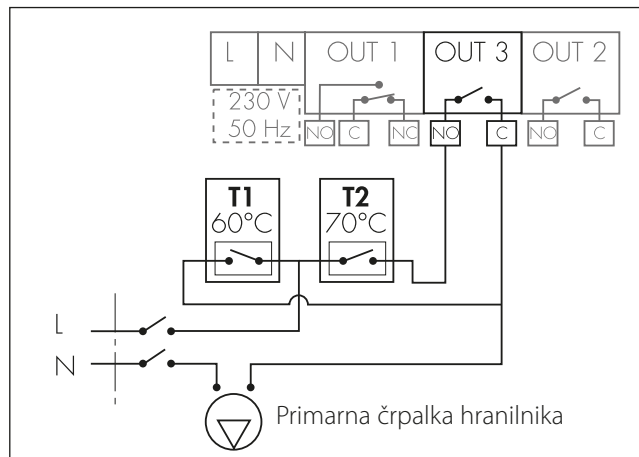 L N OUT 1 OUT 3 OUT 2
230 V
50 Hz
NO C NC NO C NO C
T1 T2
60°C 70°C
L
N
Primarna črpalka hranilnika